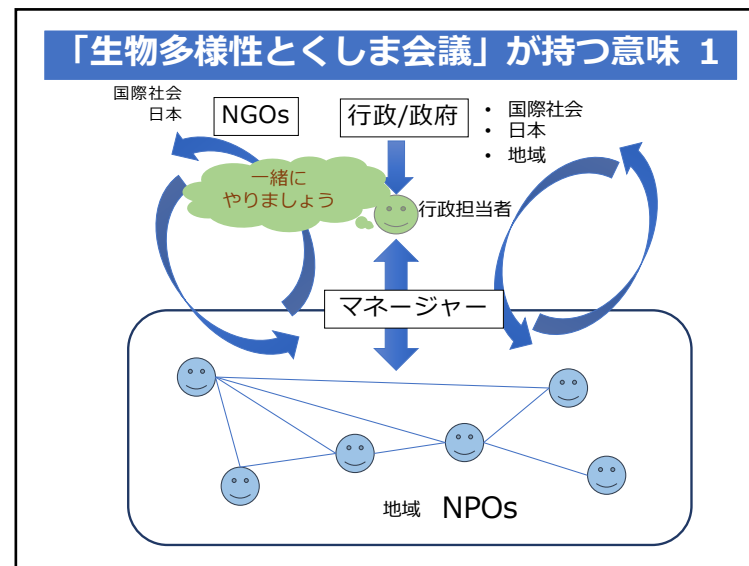 「生物多様性とくしま会議」が持つ意味 1
国際社会
日本
NGOs
行政/政府
• 国際社会
• 日本
• 地域
一緒に
やりましょう
行政担当者
マネージャー
地域 NPOs